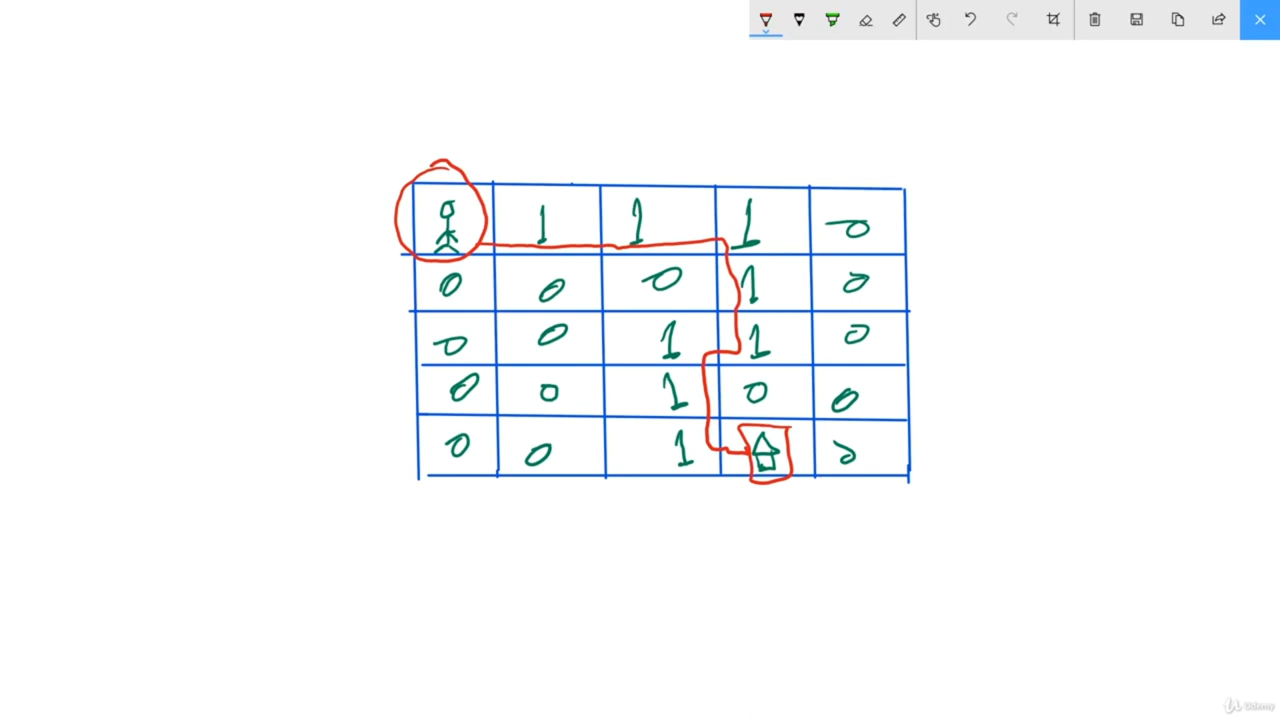 1 1 1 0
0 0 0 1 0
0 0 1 1 0
0 0 1 0 0
0 0 1 0
Udemy